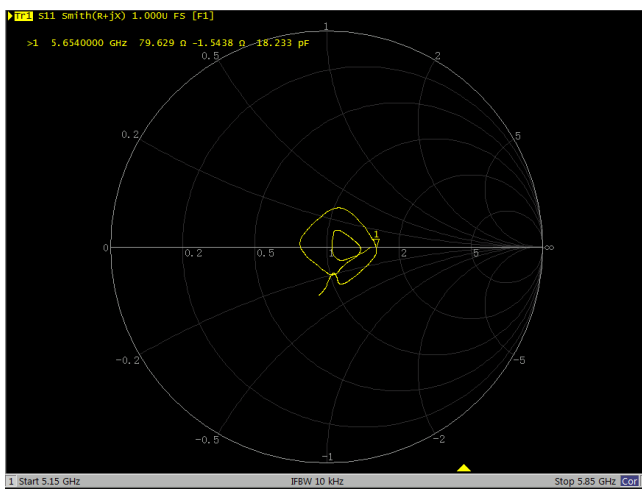 Tr1 S11 Smith(R+jX) 1.000U FS [F1]
>1 5.6540000 GHz 79.629 Ω -1.5438 Ω 18.233 pF
1
0.5 2
0.2 5
1
0 0.2 0.5 1 2 5 ∞
-0.2 -5
-0.5 -2
-1
1 Start 5.15 GHz IFBW 10 kHz Stop 5.85 GHz Cor